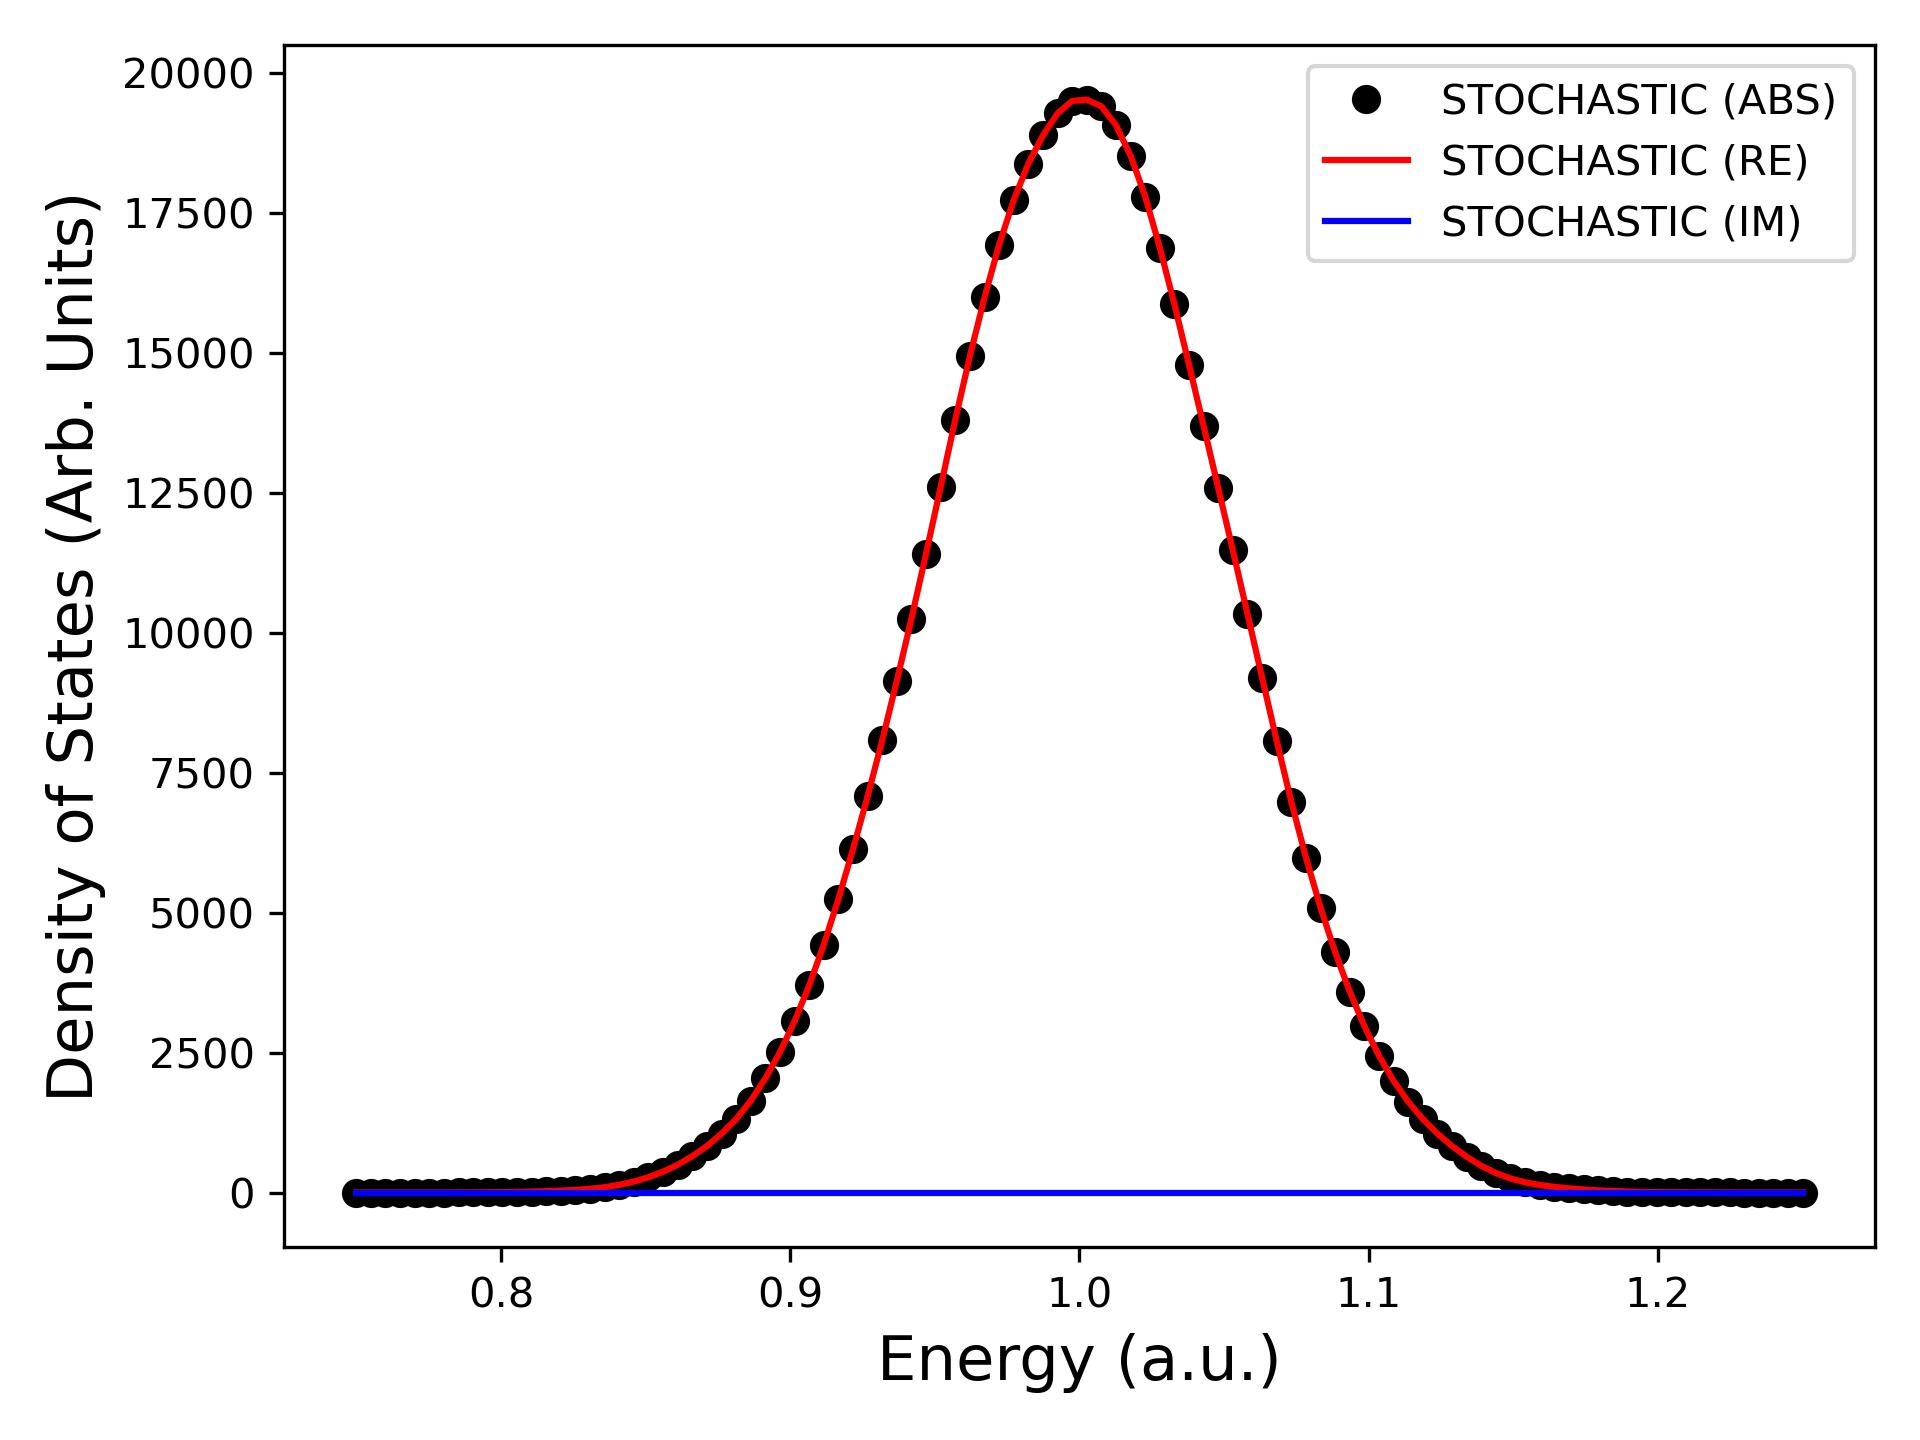 20000
17500
15000
12500
10000
7500
5000
2500
0
Density of States (Arb. Units)
STOCHASTIC (ABS)
STOCHASTIC (RE)
STOCHASTIC (IM)
0.8 0.9 1.0 1.1 1.2
Energy (a.u.)